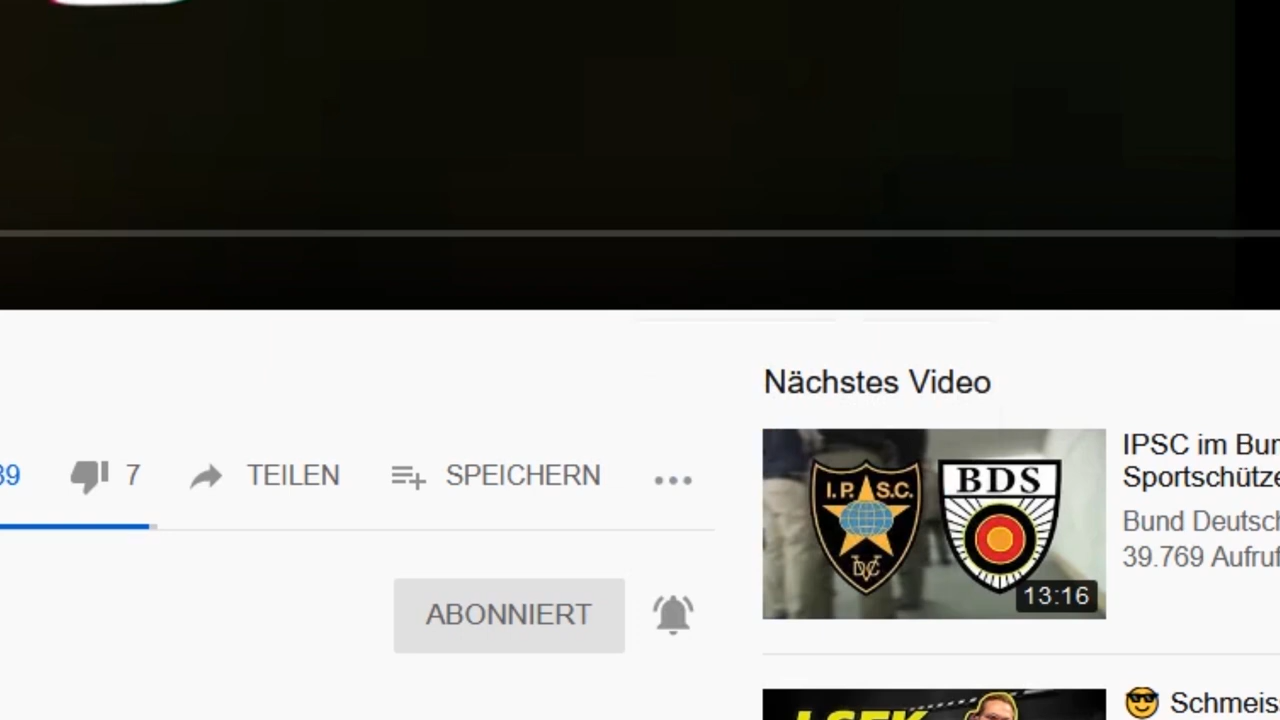 Nächstes Video
39 7 TEILEN SPEICHERN
ABONNIERT
I.P.S.C.
DVC
BDS
13:16
IPSC im Bun
Sportschütze
Bund Deutsch
39.769 Aufruf
😎 Schmeis